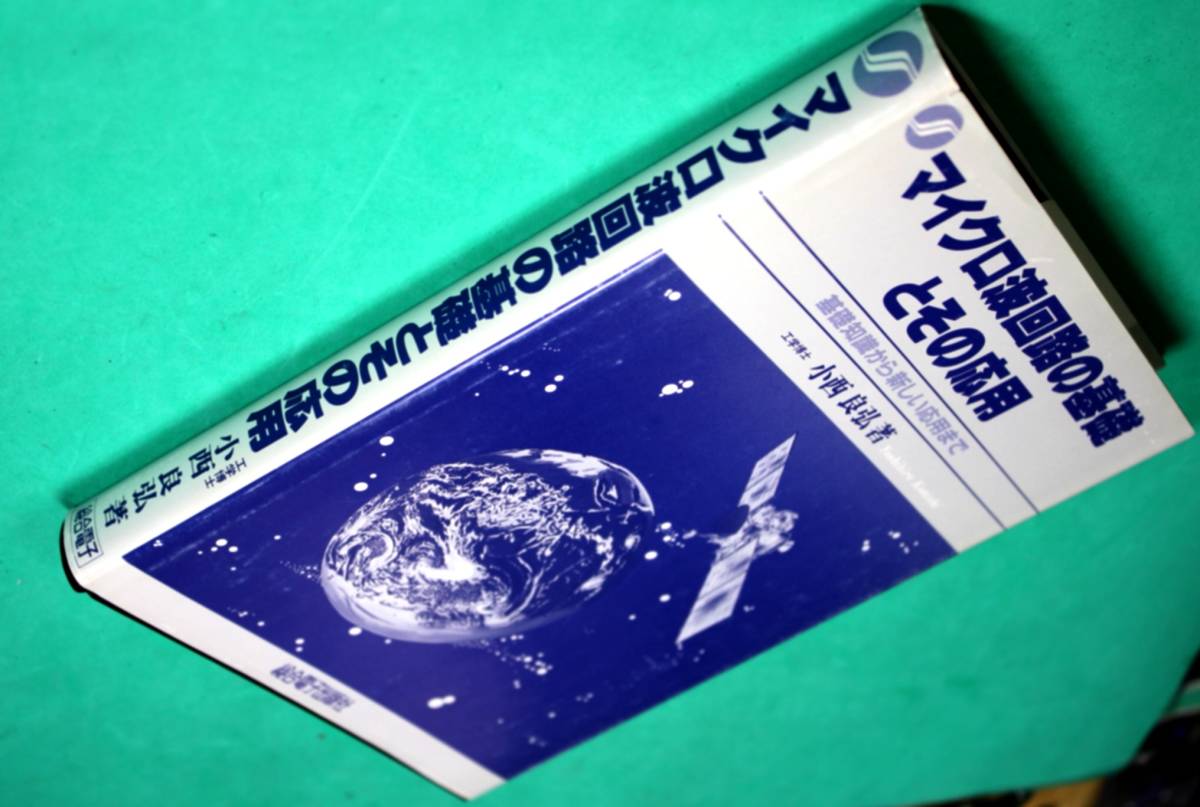 マイクロ波回路の基礎
とその応用
基礎知識から新しい応用まで
工学博士 小西良弘著
マイクロ波回路の基礎とその応用
工学博士 小西良弘 著
総合電子